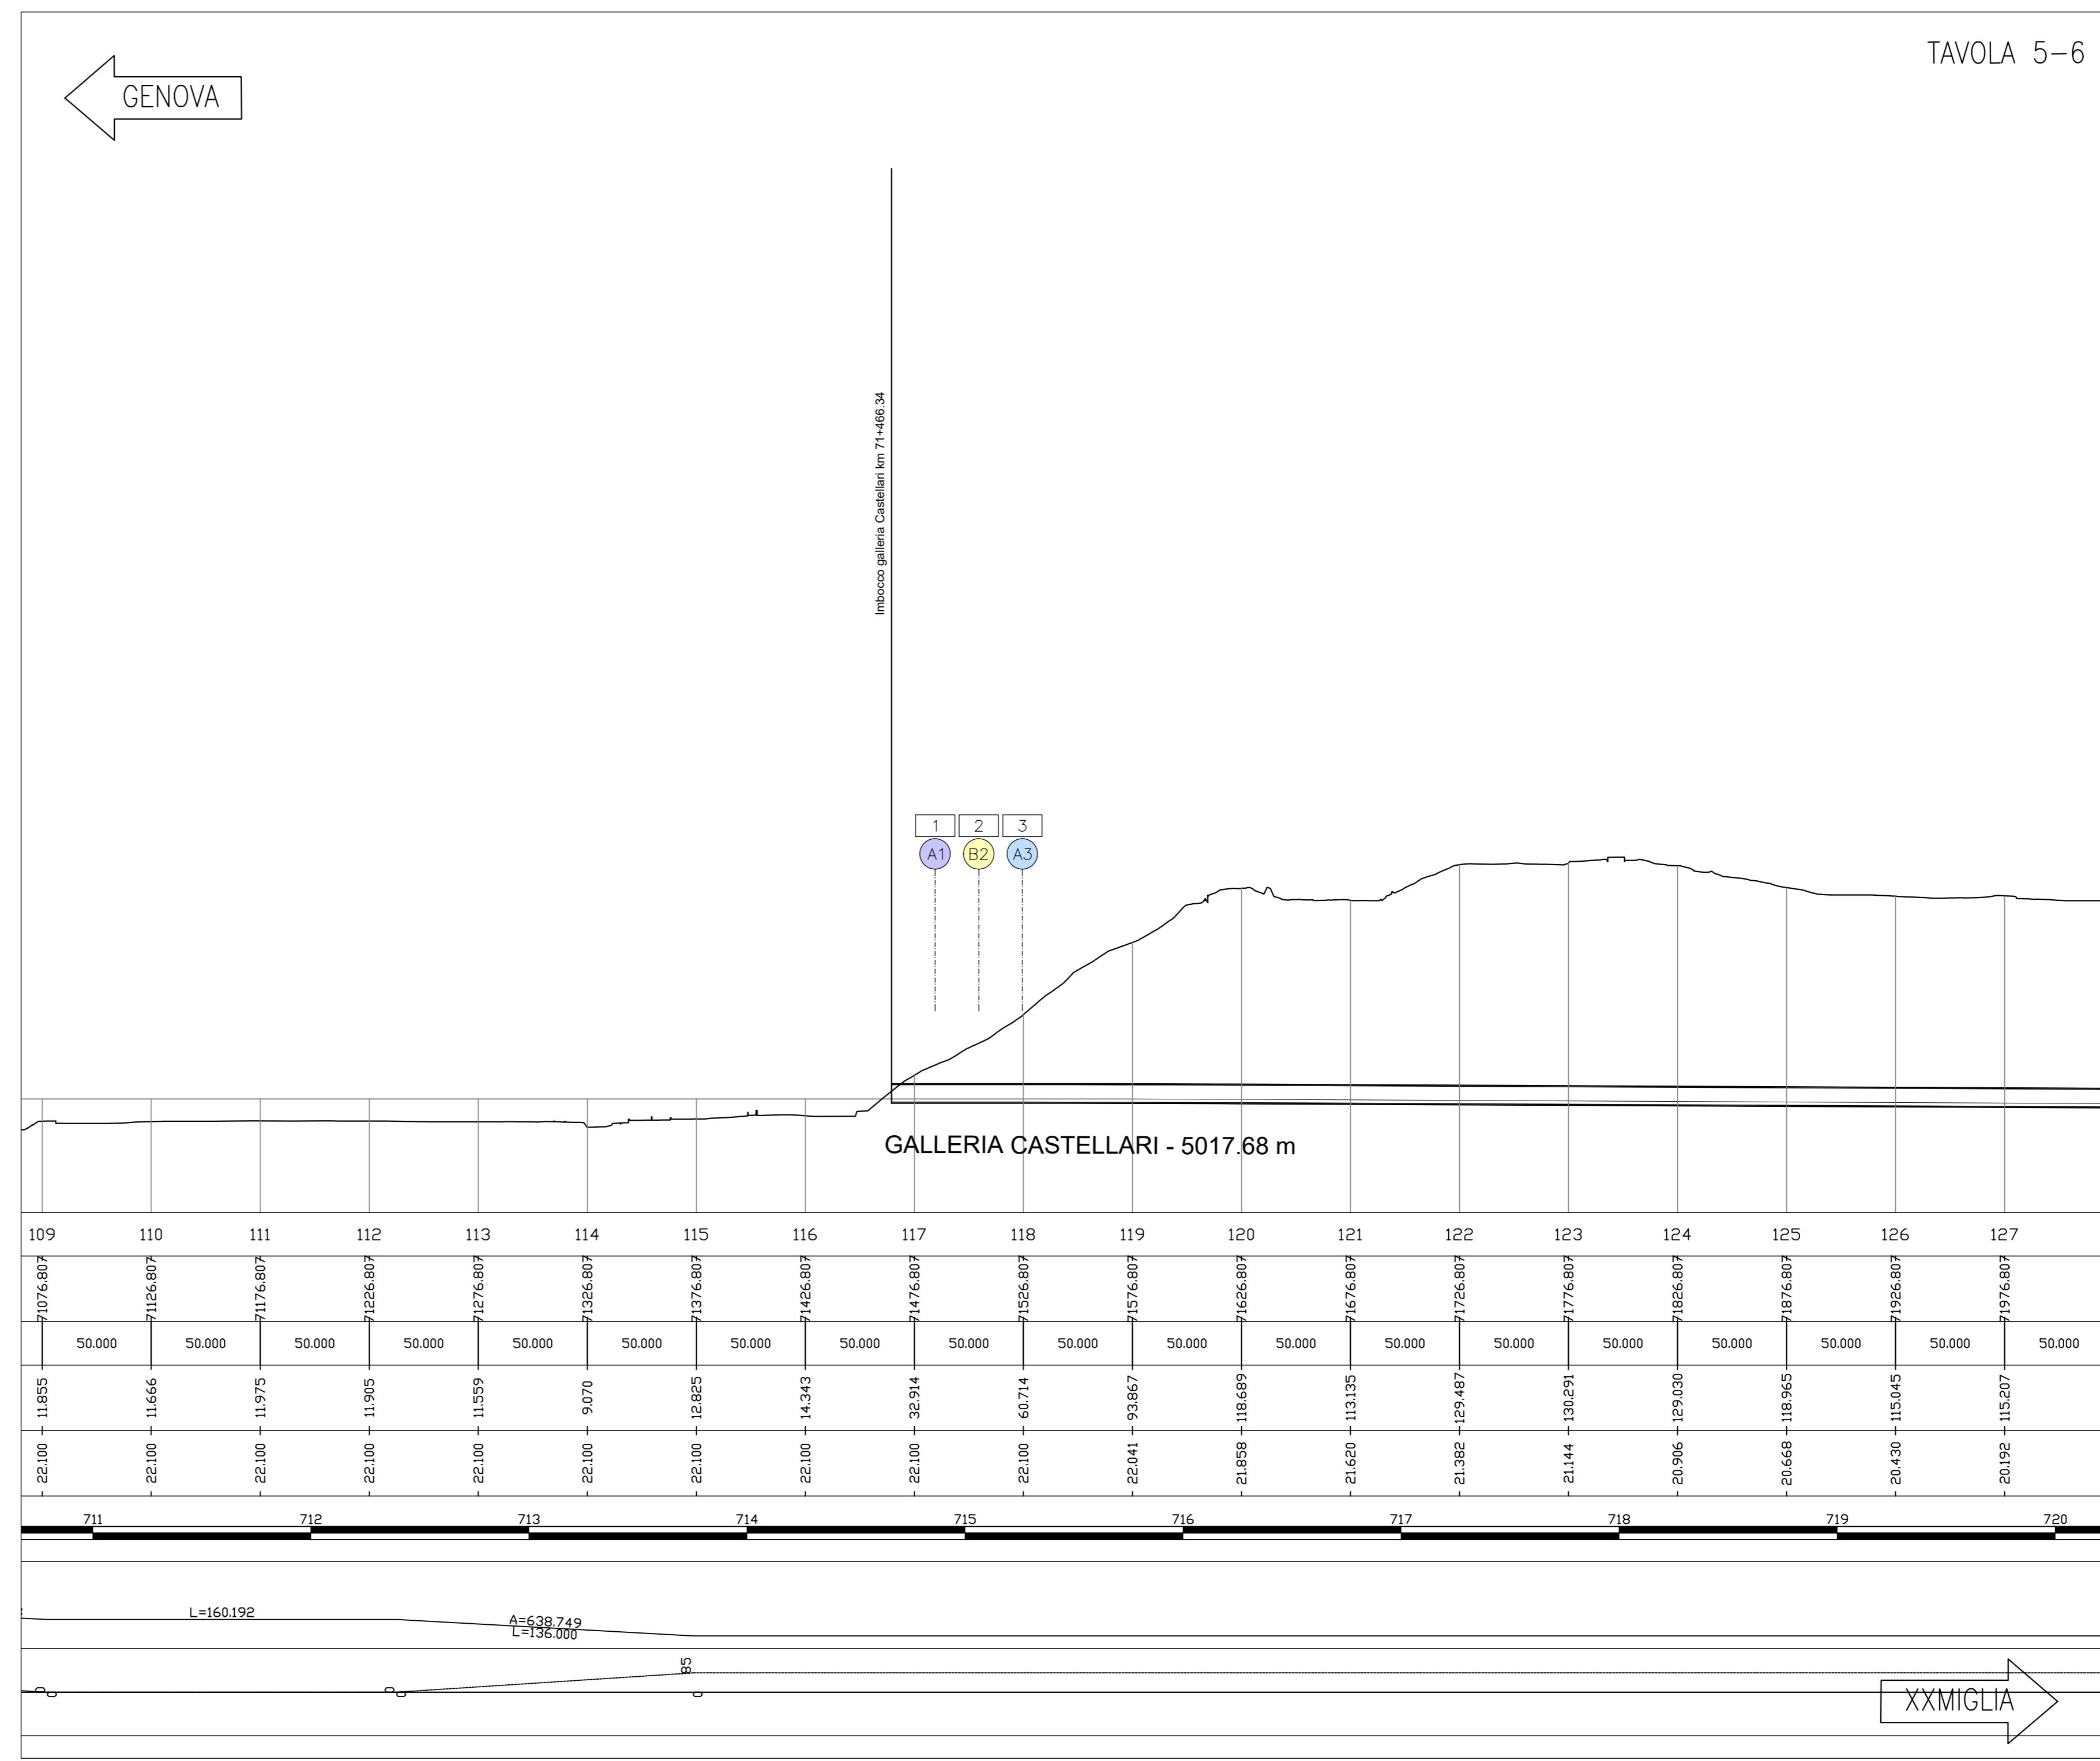 TAVOLA 5-6
GENOVA
Imbocco galleria Castellari km 71+466.34
1 2 3
A1 B2 A3
GALLERIA CASTELLARI - 5017.68 m
109 110 111 112 113 114 115 116 117 118 119 120 121 122 123 124 125 126 127
71076.807 71126.807 71176.807 71226.807 71276.807 71326.807 71376.807 71426.807 71476.807 71526.807 71576.807 71626.807 71676.807 71726.807 71776.807 71826.807 71876.807 71926.807 71976.807
50.000 50.000 50.000 50.000 50.000 50.000 50.000 50.000 50.000 50.000 50.000 50.000 50.000 50.000 50.000 50.000 50.000 50.000 50.000
11.855 11.666 11.975 11.905 11.559 9.070 12.825 14.343 32.914 60.714 93.867 118.689 113.135 129.487 130.291 129.030 118.965 115.045 115.207
22.100 22.100 22.100 22.100 22.100 22.100 22.100 22.100 22.100 22.100 22.041 21.858 21.620 21.382 21.144 20.906 20.668 20.430 20.192
711 712 713 714 715 716 717 718 719 720
L=160.192
A=638.749
L=136.000
85
0 0 0 0 0
XXMIGLIA